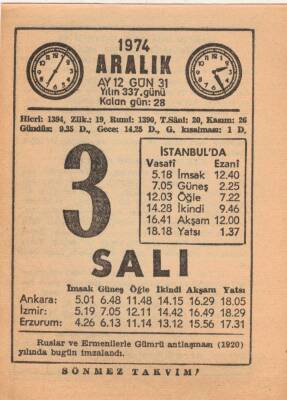 1974
ARALIK
AY 12 GÜN 31
Yılın 337.günü
Kalan gün: 28
Hicri: 1394, Zilk.: 19, Rumi: 1390, T.Sâni: 20, Kasım: 26
Gündüz: 9.35 D., Gece: 14.25 D., G. kısalması: 1 D.
3
İSTANBUL'DA
Vasatî Ezanî
5.18 İmsak 12.40
7.05 Güneş 2.25
12.03 Öğle 7.22
14.28 İkindi 9.46
16.41 Akşam 12.00
18.18 Yatsı 1.37
SALI
İmsak Güneş Öğle İkindi Akşam Yatsı
Ankara: 5.01 6.48 11.48 14.15 16.29 18.05
İzmir: 5.19 7.05 12.11 14.42 16.49 18.29
Erzurum: 4.26 6.13 11.14 13.12 15.56 17.31
Ruslar ve Ermenilerle Gümrü antlaşması (1920)
yılında bugün imzalandı.
SÖNMEZ TAKVİM!